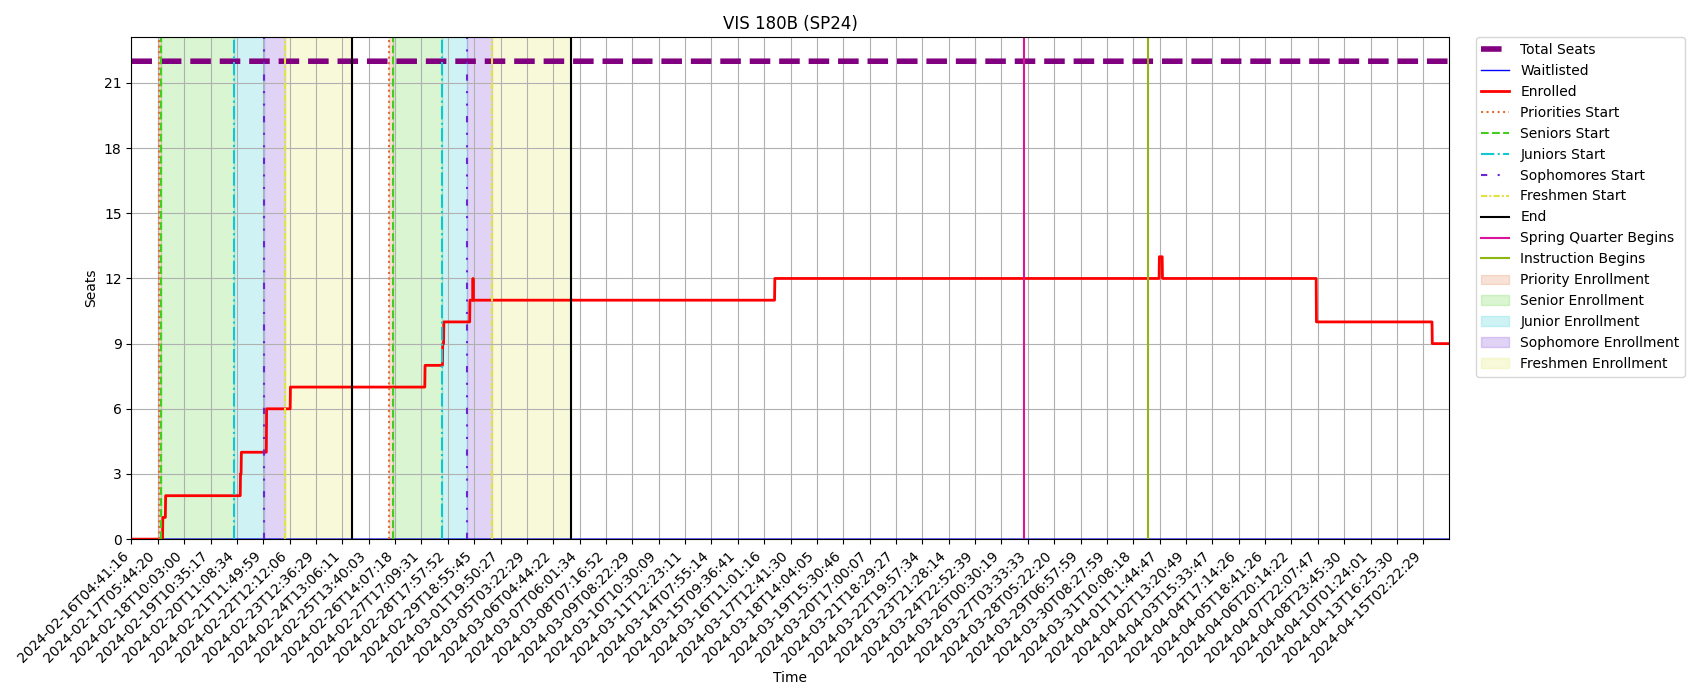 VIS 180B (SP24)
Seats
21
18
15
12
9
6
3
0
2024-02-16T04:41:16
2024-02-17T05:44:20
2024-02-18T10:03:00
2024-02-19T10:35:17
2024-02-20T11:08:34
2024-02-21T11:49:59
2024-02-22T12:12:06
2024-02-23T12:36:29
2024-02-24T13:06:11
2024-02-25T13:40:03
2024-02-26T14:07:18
2024-02-27T17:09:31
2024-02-28T17:57:52
2024-02-29T18:55:45
2024-03-01T19:50:27
2024-03-05T03:22:29
2024-03-06T04:44:22
2024-03-07T06:01:34
2024-03-08T07:16:52
2024-03-09T08:22:29
2024-03-10T10:30:09
2024-03-11T12:23:11
2024-03-14T07:55:14
2024-03-15T09:36:41
2024-03-16T11:01:16
2024-03-17T12:41:30
2024-03-18T14:04:05
2024-03-19T15:30:46
2024-03-20T17:00:07
2024-03-21T18:29:27
2024-03-22T19:57:34
2024-03-23T21:28:14
2024-03-24T22:52:39
2024-03-26T00:30:19
2024-03-27T03:33:33
2024-03-28T05:22:20
2024-03-29T06:57:59
2024-03-30T08:27:59
2024-03-31T10:08:18
2024-04-01T11:44:47
2024-04-02T13:20:49
2024-04-03T15:33:47
2024-04-04T17:14:26
2024-04-05T18:41:26
2024-04-06T20:14:22
2024-04-07T22:07:47
2024-04-08T23:45:30
2024-04-10T01:24:01
2024-04-13T16:25:30
2024-04-15T02:22:29
Time
Total Seats
Waitlisted
Enrolled
Priorities Start
Seniors Start
Juniors Start
Sophomores Start
Freshmen Start
End
Spring Quarter Begins
Instruction Begins
Priority Enrollment
Senior Enrollment
Junior Enrollment
Sophomore Enrollment
Freshmen Enrollment